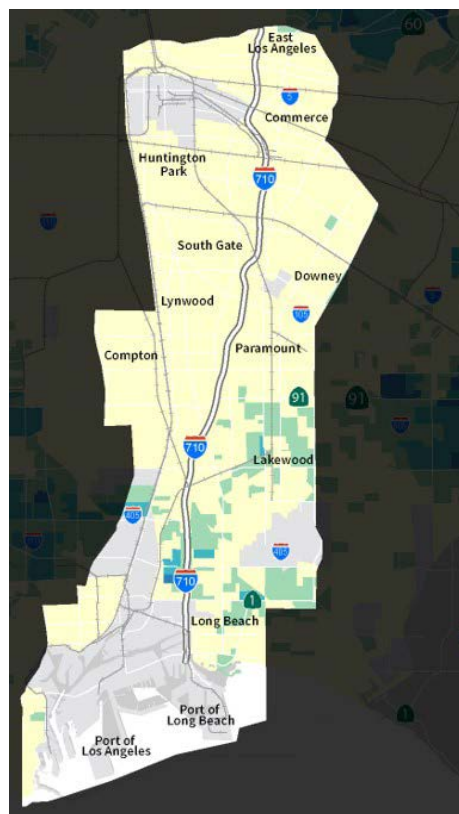 60
East
Los Angeles
5
Commerce
Huntington
Park
710
South Gate
Downey
Lynwood
105
Compton
Paramount
91
91
710
Lakewood
405
405
710
1
Long Beach
Port of
Long Beach
1
Port of
Los Angeles